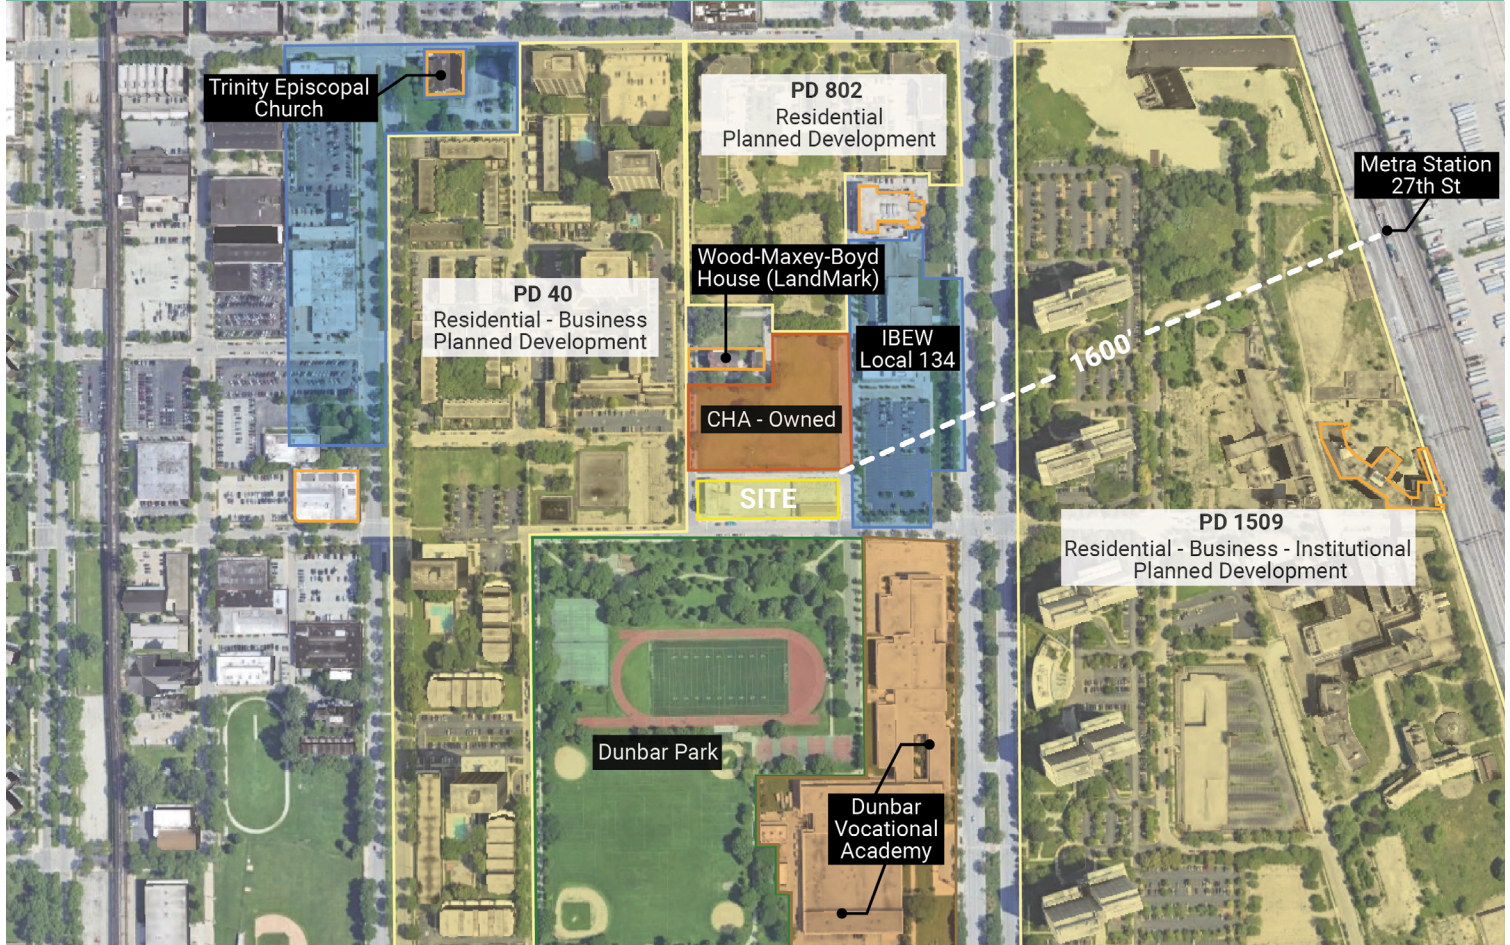 Trinity Episcopal
Church
PD 802
Residential
Planned Development
Metra Station
27th St
Wood-Maxey-Boyd
House (LandMark)
PD 40
Residential - Business
Planned Development
IBEW
Local 134
1600'
CHA - Owned
SITE
PD 1509
Residential - Business - Institutional
Planned Development
Dunbar Park
Dunbar
Vocational
Academy